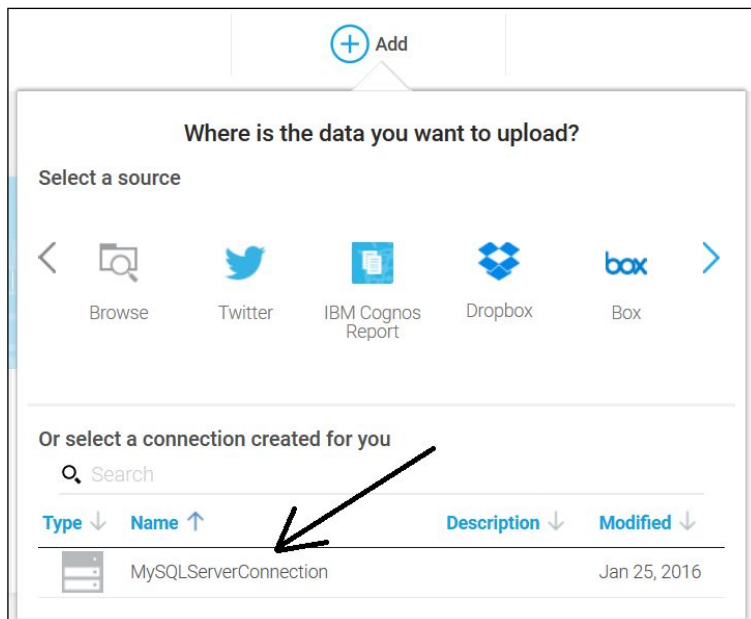 Add
Where is the data you want to upload?
Select a source
Browse
Twitter
IBM Cognos
Report
Dropbox
box
Box
Or select a connection created for you
Search
Type Name Description Modified
MySQLServerConnection Jan 25, 2016